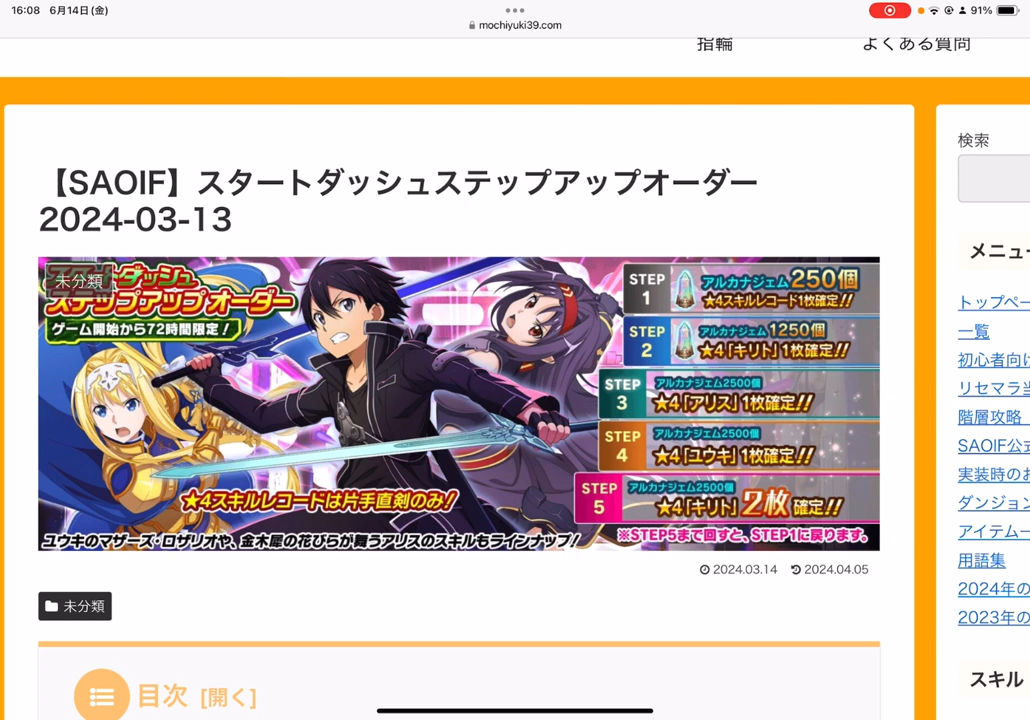 16:08 6月14日(金)
mochiyuki39.com
91%
指輪
よくある質問
【SAOIF】スタートダッシュステップアップオーダー
2024-03-13
未分類
スタートダッシュ
ステップアップオーダー
ゲーム開始から72時間限定！
STEP 1
アルカナジェム250個
★4スキルレコード1枚確定!!
STEP 2
アルカナジェム1250個
★4「キリト」1枚確定!!
STEP 3
アルカナジェム2500個
★4「アリス」1枚確定!!
STEP 4
アルカナジェム2500個
★4「ユウキ」1枚確定!!
STEP 5
アルカナジェム2500個
★4「キリト」2枚確定!!
★4スキルレコードは片手直剣のみ！
ユウキのマザーズ・ロザリオや、金木犀の花びらが舞うアリスのスキルもラインナップ！
※STEP5まで回すと、STEP1に戻ります。
2024.03.14 2024.04.05
未分類
目次 [開く]
検索
メニュー
トップペー
一覧
初心者向
リセマラ
階層攻略
SAOIF公
実装時のお
ダンジョン
アイテム一
用語集
2024年の
2023年の
スキル